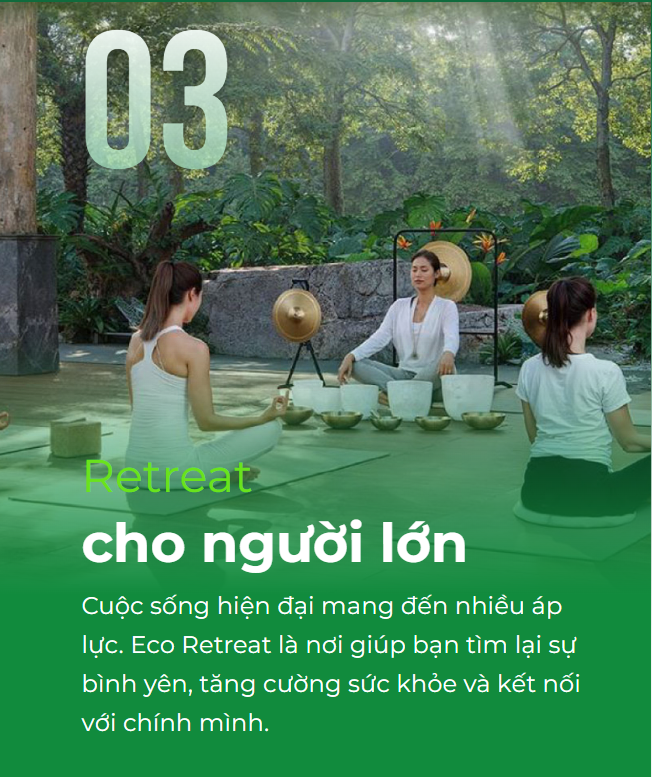 03
Retreat
cho người lớn
Cuộc sống hiện đại mang đến nhiều áp
lực. Eco Retreat là nơi giúp bạn tìm lại sự
bình yên, tăng cường sức khỏe và kết nối
với chính mình.